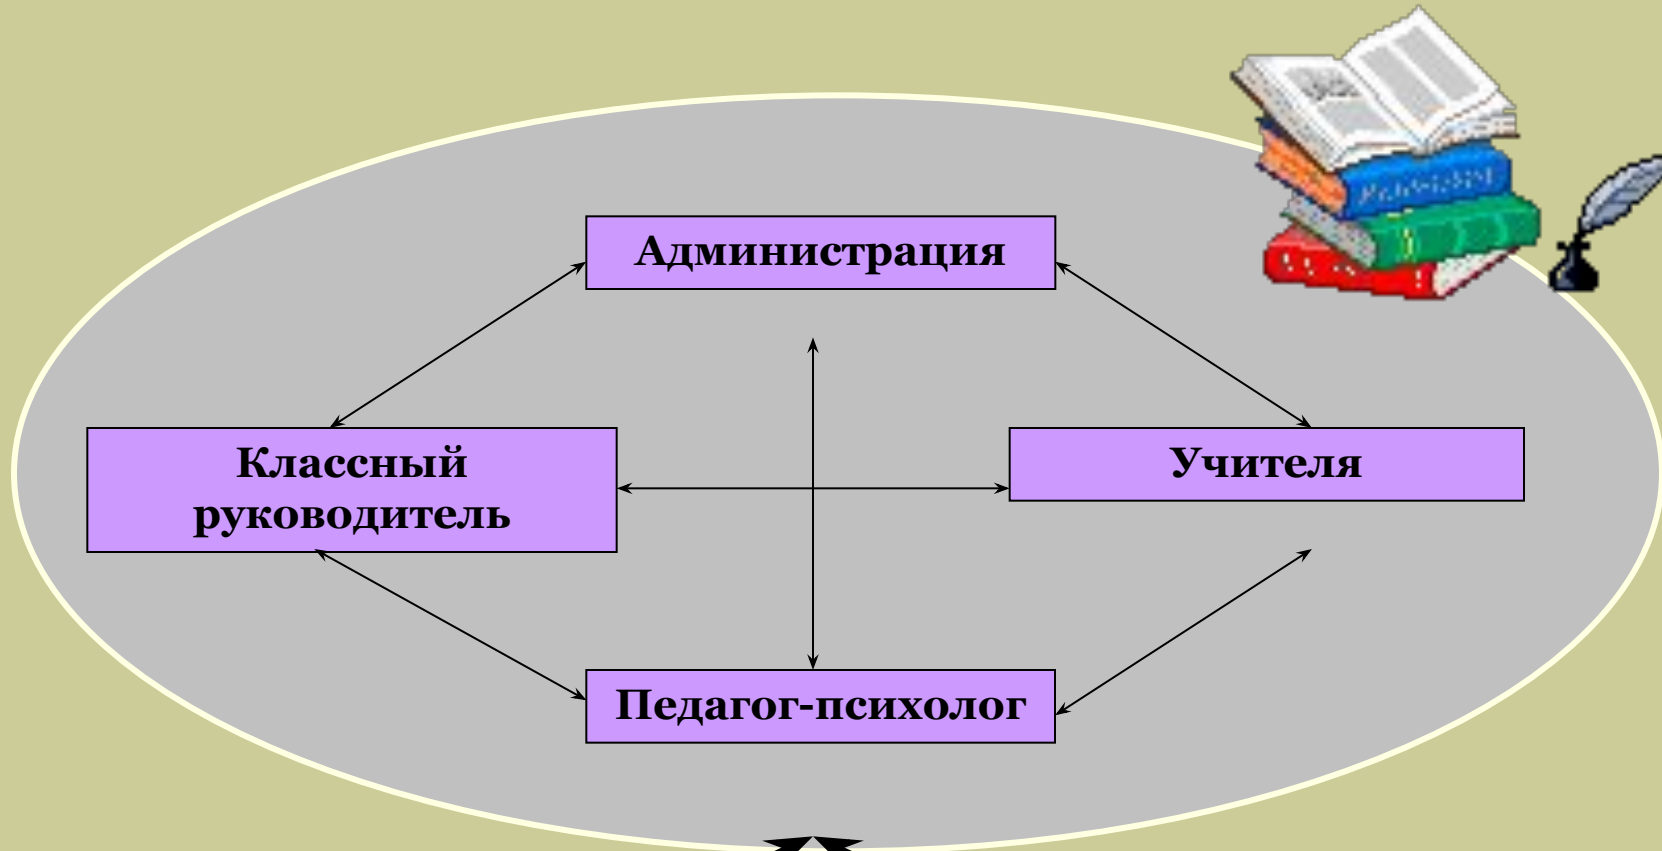 Администрация
Классный
руководитель
Учителя
Педагог-психолог